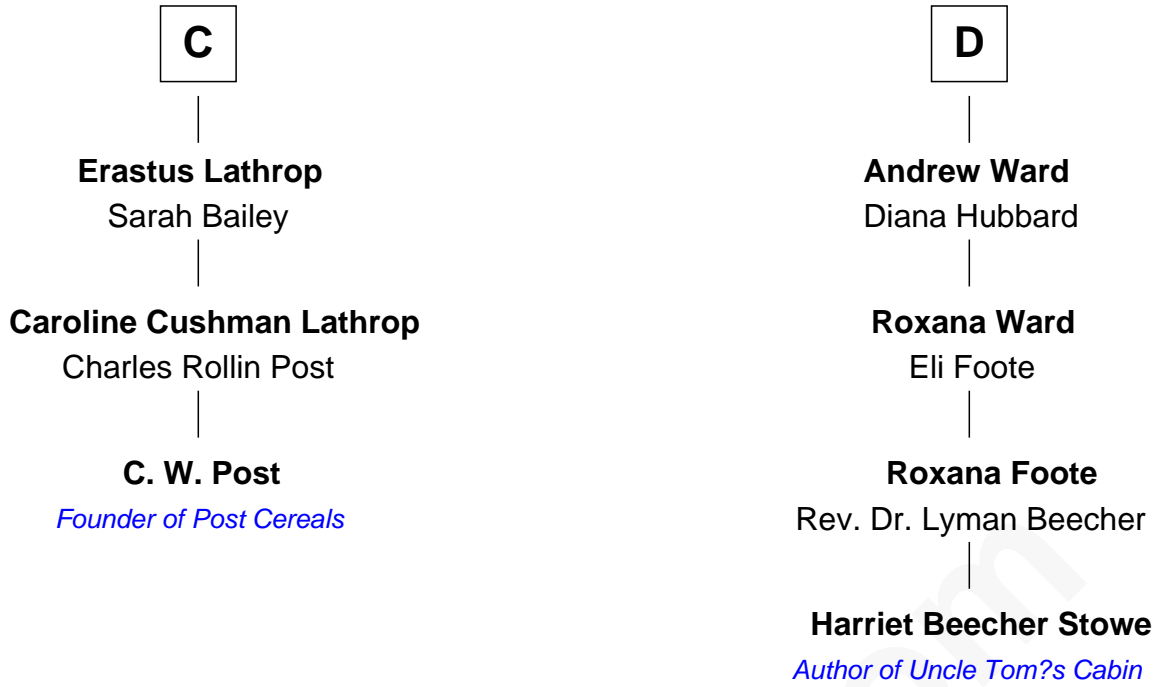 C
Erastus Lathrop
Sarah Bailey
Caroline Cushman Lathrop
Charles Rollin Post
C. W. Post
Founder of Post Cereals
D
Andrew Ward
Diana Hubbard
Roxana Ward
Eli Foote
Roxana Foote
Rev. Dr. Lyman Beecher
Harriet Beecher Stowe
Author of Uncle Tom?s Cabin